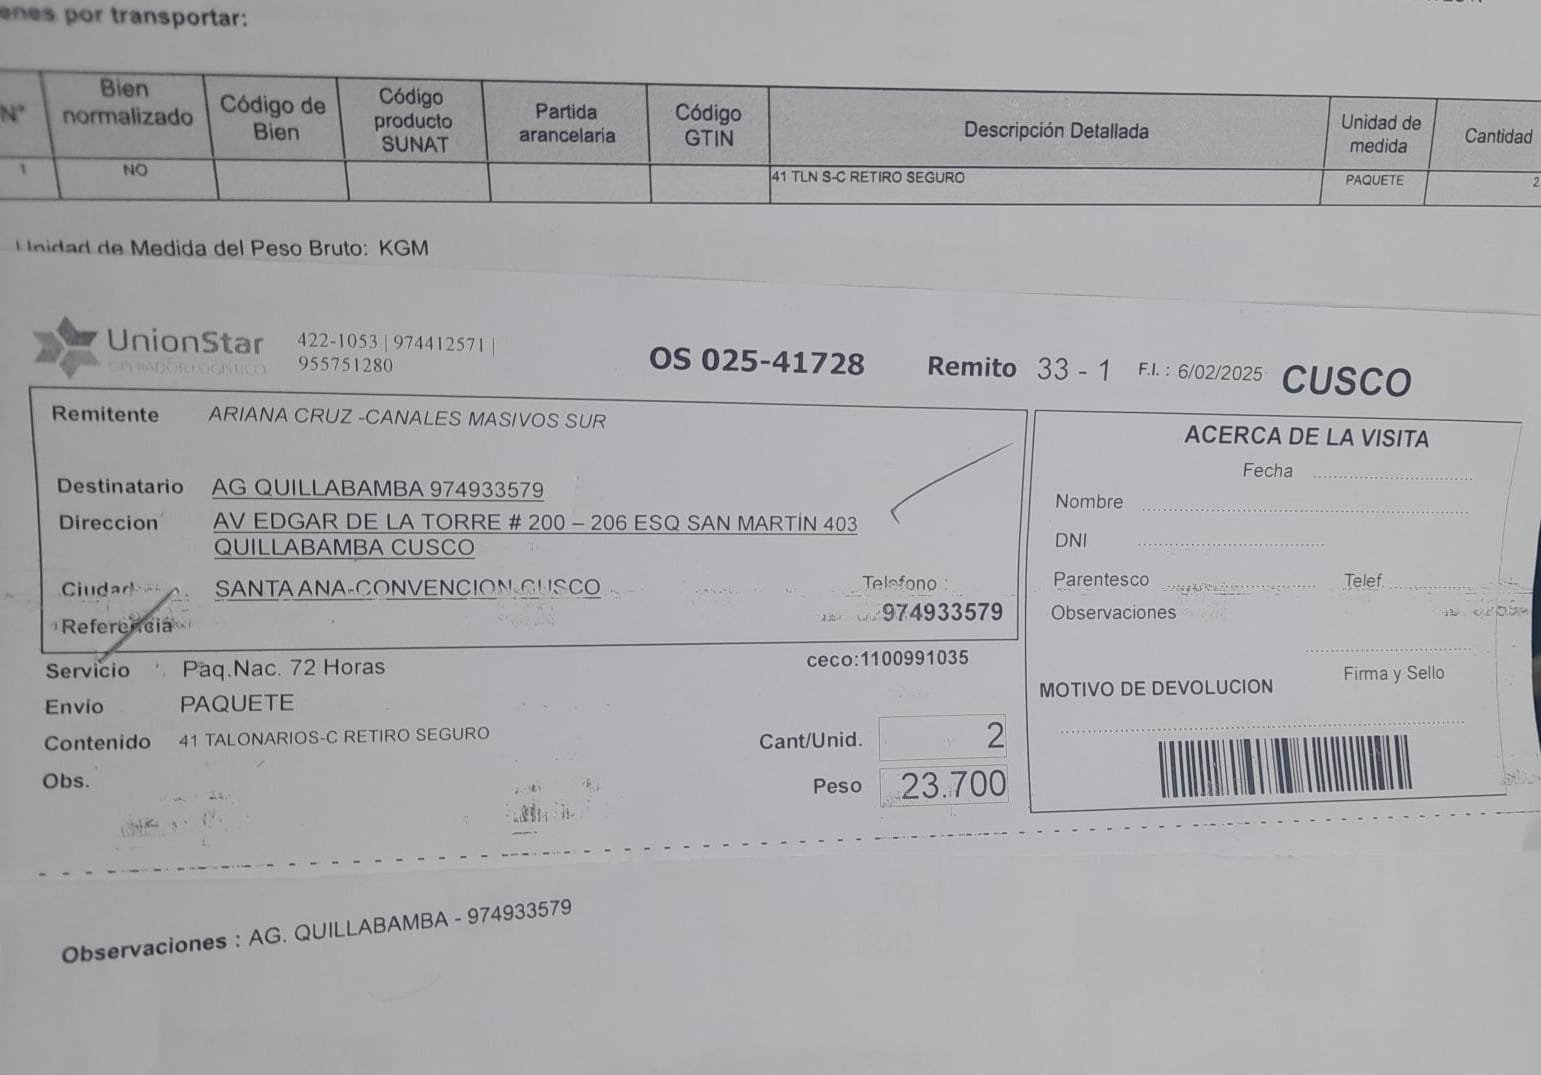 por transportar:
N° Bien normalizado Código de Bien Código producto SUNAT Partida arancelaria Código GTIN Descripción Detallada Unidad de medida Cantidad
1 NO 41 TLN S-C RETIRO SEGURO PAQUETE 2
Unidad de Medida del Peso Bruto: KGM
UnionStar 422-1053 | 974412571 |
OPERADOR LOGISTICO 955751280
OS 025-41728 Remito 33 - 1 F.I. : 6/02/2025 CUSCO
Remitente ARIANA CRUZ -CANALES MASIVOS SUR
Destinatario AG QUILLABAMBA 974933579
Direccion AV EDGAR DE LA TORRE # 200 – 206 ESQ SAN MARTÍN 403
QUILLABAMBA CUSCO
Ciudad SANTA ANA-CONVENCION-CUSCO Telefono :
Referencia 974933579
Servicio Paq.Nac. 72 Horas ceco:1100991035
Envío PAQUETE
Contenido 41 TALONARIOS-C RETIRO SEGURO Cant/Unid. 2
Obs. Peso 23.700
ACERCA DE LA VISITA
Fecha
Nombre
DNI
Parentesco Telef.
Observaciones
Firma y Sello
MOTIVO DE DEVOLUCION
Observaciones : AG. QUILLABAMBA - 974933579